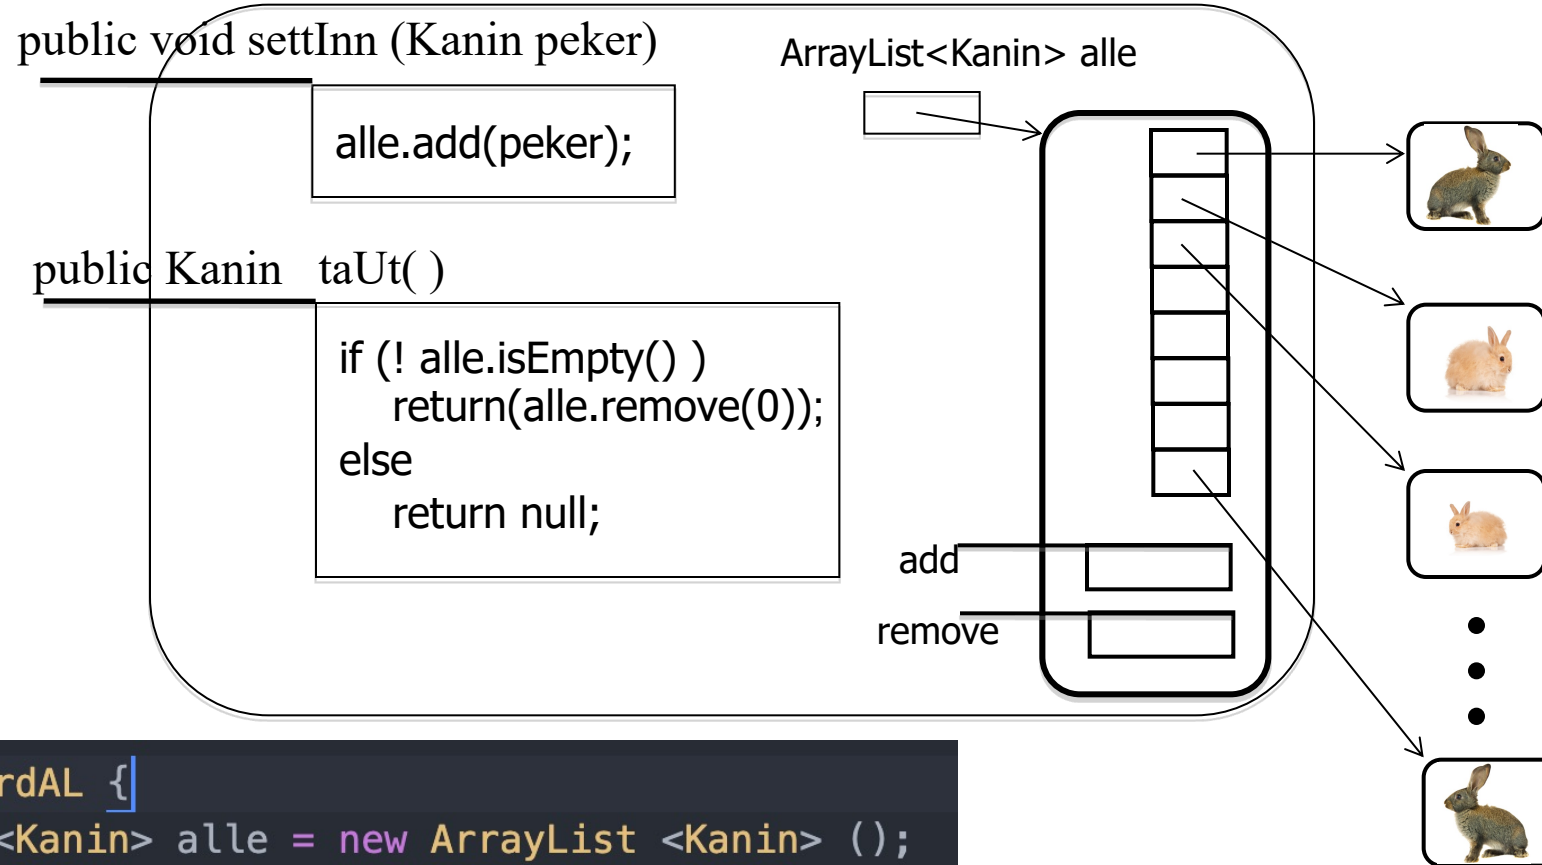 public void settInn (Kanin peker)
ArrayList<Kanin> alle
alle.add(peker);
public Kanin taUt( )
if (! alle.isEmpty() )
return(alle.remove(0));
else
return null;
add
remove
rdAL {
<Kanin> alle = new ArrayList <Kanin> ();